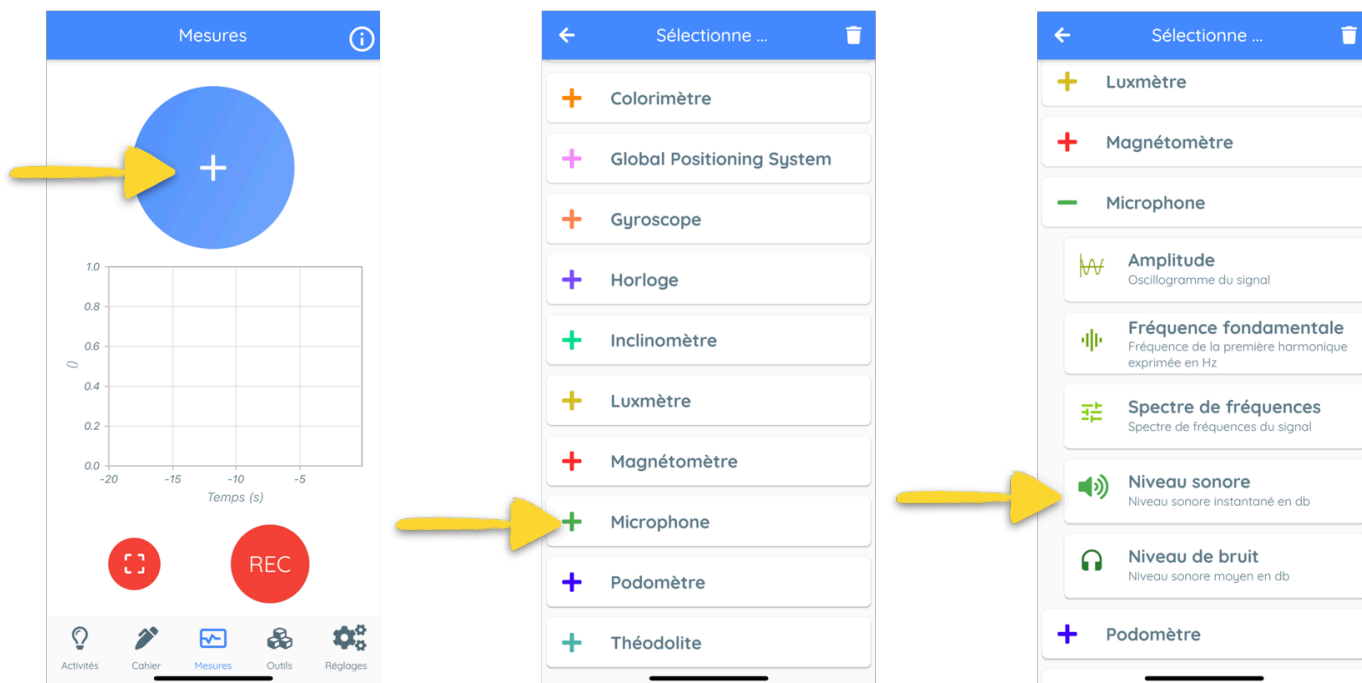 Mesures
+
1.0
0.8
0.6
0.4
0.2
0.0
()
-20 -15 -10 -5
Temps (s)
REC
Activités Cahier Mesures Outils Réglages
Sélectionne ...
Colorimètre
Global Positioning System
Gyroscope
Horloge
Inclinomètre
Luxmètre
Magnétomètre
Microphone
Podomètre
Théodolite
Sélectionne ...
Luxmètre
Magnétomètre
Microphone
Amplitude
Oscillogramme du signal
Fréquence fondamentale
Fréquence de la première harmonique
exprimée en Hz
Spectre de fréquences
Spectre de fréquences du signal
Niveau sonore
Niveau sonore instantané en db
Niveau de bruit
Niveau sonore moyen en db
Podomètre